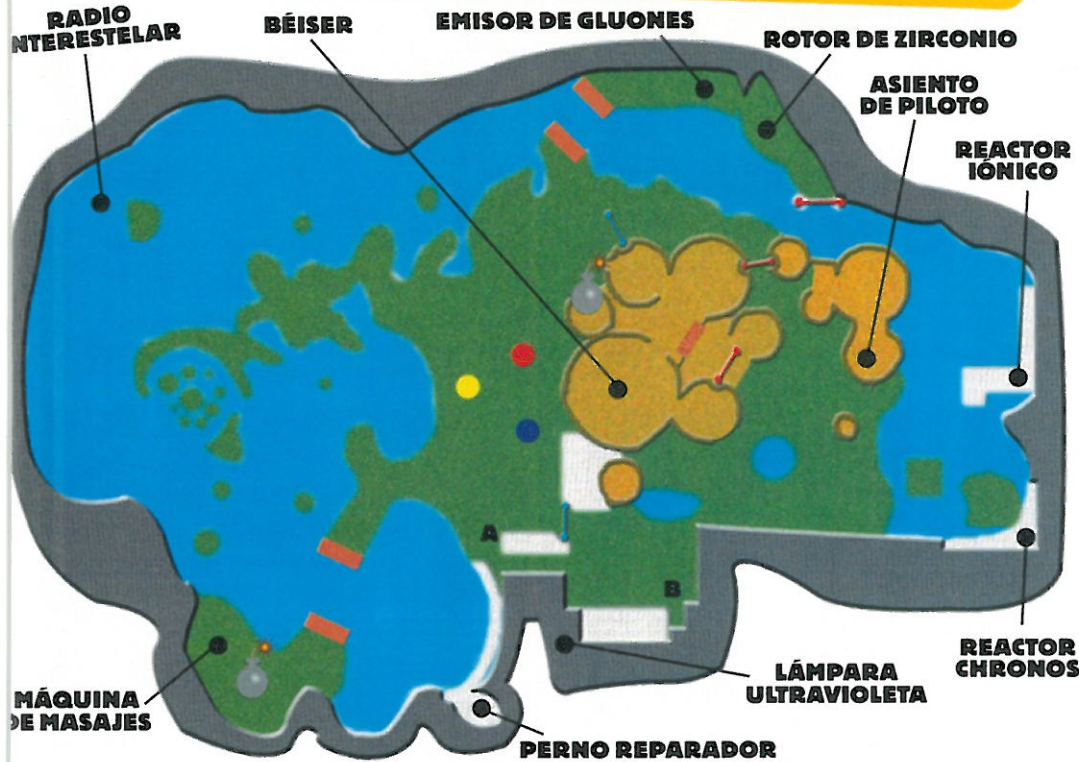 RADIO
NTERESTELAR
BÉISER
EMISOR DE GLUONES
ROTOR DE ZIRCONIO
ASIENTO
DE PILOTO
REACTOR
IÓNICO
A
B
REACTOR
CHRONOS
LÁMPARA
ULTRAVIOLETA
MÁQUINA
DE MASAJES
PERNO REPARADOR